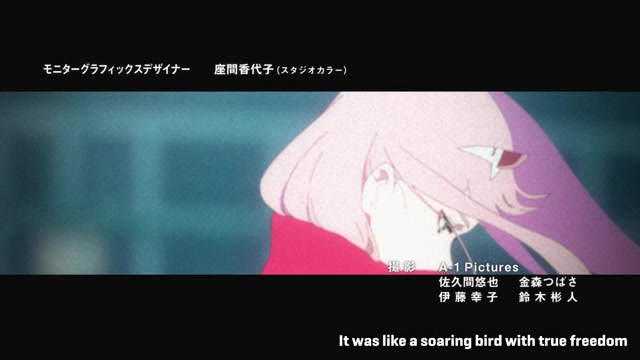 モニターグラフィックスデザイナー 座間香代子(スタジオカラー)
撮影 A-1 Pictures
佐久間悠也 金森つばさ
伊藤幸子 鈴木彬人
It was like a soaring bird with true freedom